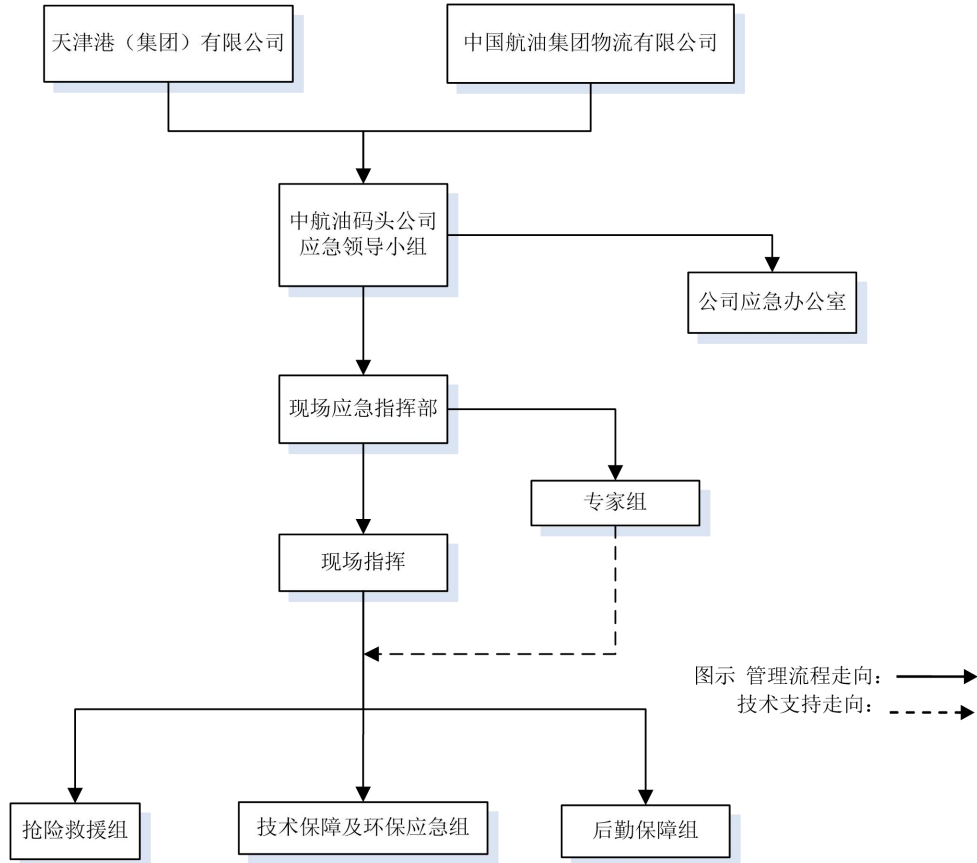 天津港（集团）有限公司
中国航油集团物流有限公司
中航油码头公司
应急领导小组
公司应急办公室
现场应急指挥部
专家组
现场指挥
图示 管理流程走向：
技术支持走向：
抢险救援组
技术保障及环保应急组
后勤保障组